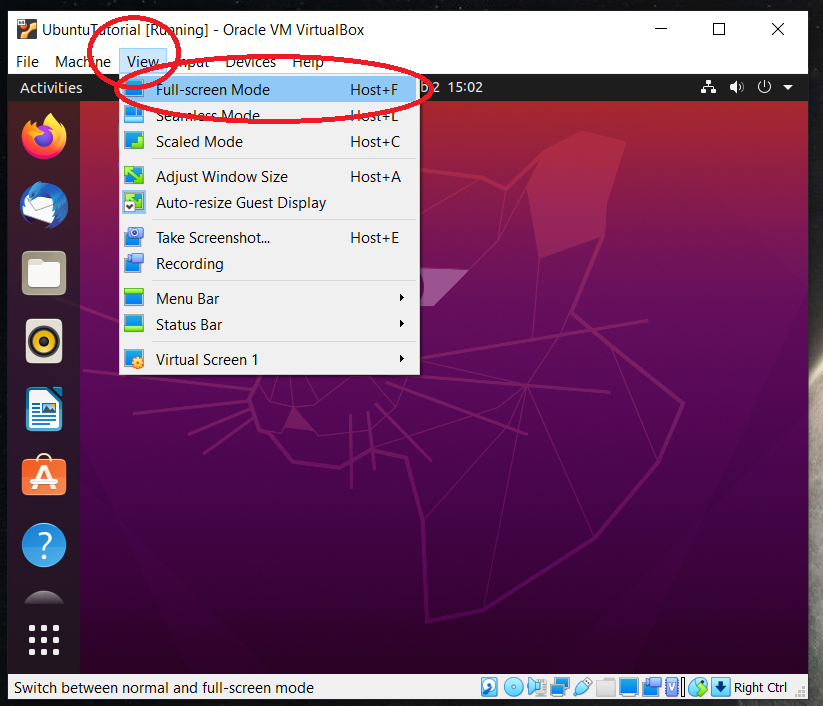 UbuntuTutorial [Running] - Oracle VM VirtualBox
File Machine View Input Devices Help
Activities
2 15:02
Full-screen Mode Host+F
Seamless Mode Host+L
Scaled Mode Host+C
Adjust Window Size Host+A
Auto-resize Guest Display
Take Screenshot... Host+E
Recording
Menu Bar
Status Bar
Virtual Screen 1
Switch between normal and full-screen mode
Right Ctrl